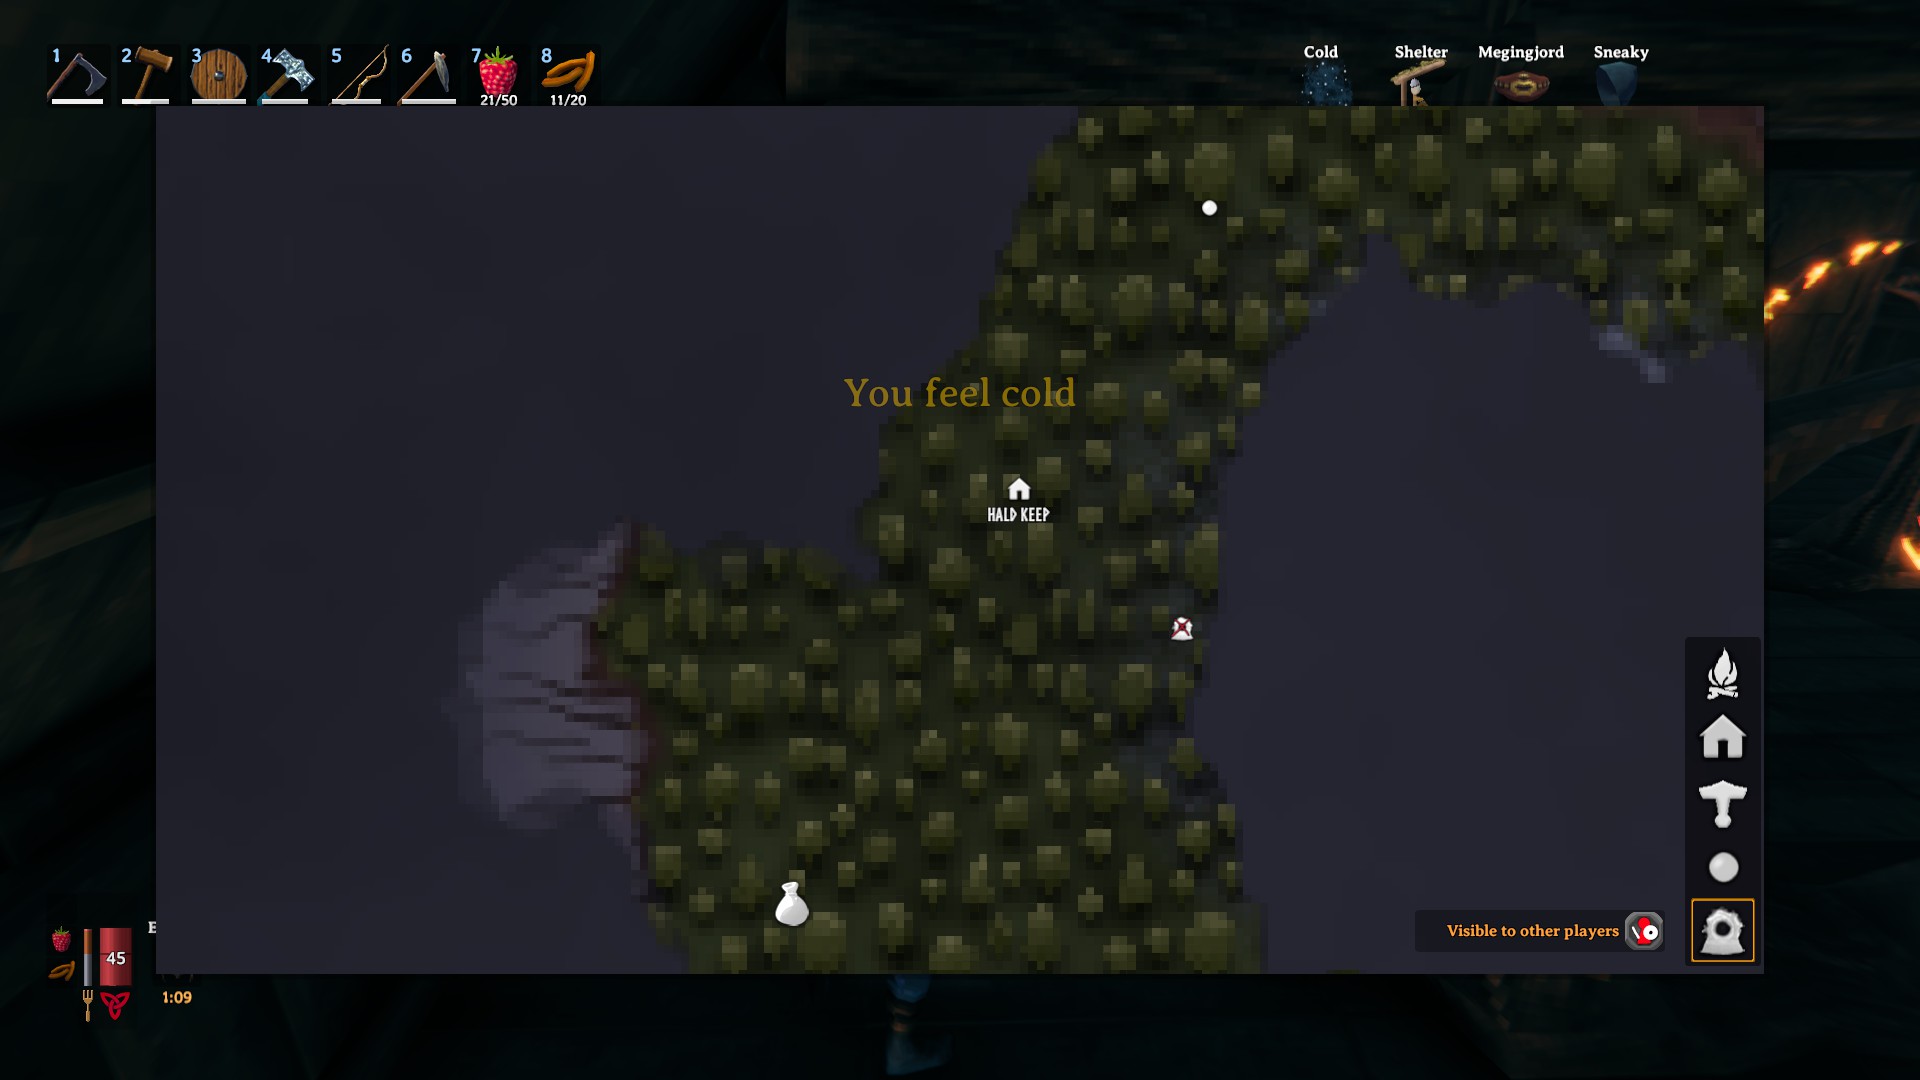 1 2 3 4 5 6 7 8
21/50 11/20
Cold Shelter Megingjord Sneaky
You feel cold
HALD KEEP
Visible to other players
E
45
1:09